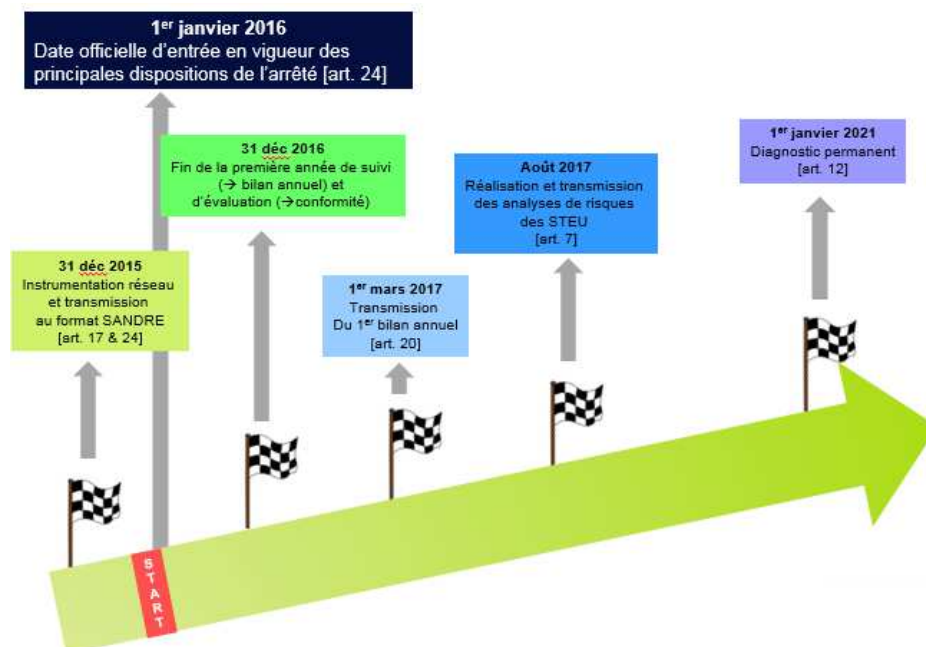 1er janvier 2016
Date officielle d'entrée en vigueur des
principales dispositions de l'arrêté [art. 24]
31 déc 2016
Fin de la première année de suivi
(→ bilan annuel) et
d'évaluation (→conformité)
1er janvier 2021
Diagnostic permanent
[art. 12]
Août 2017
Réalisation et transmission
des analyses de risques
des STEU
[art. 7]
31 déc 2015
Instrumentation réseau
et transmission
au format SANDRE
[art. 17 & 24]
1er mars 2017
Transmission
Du 1er bilan annuel
[art. 20]
START